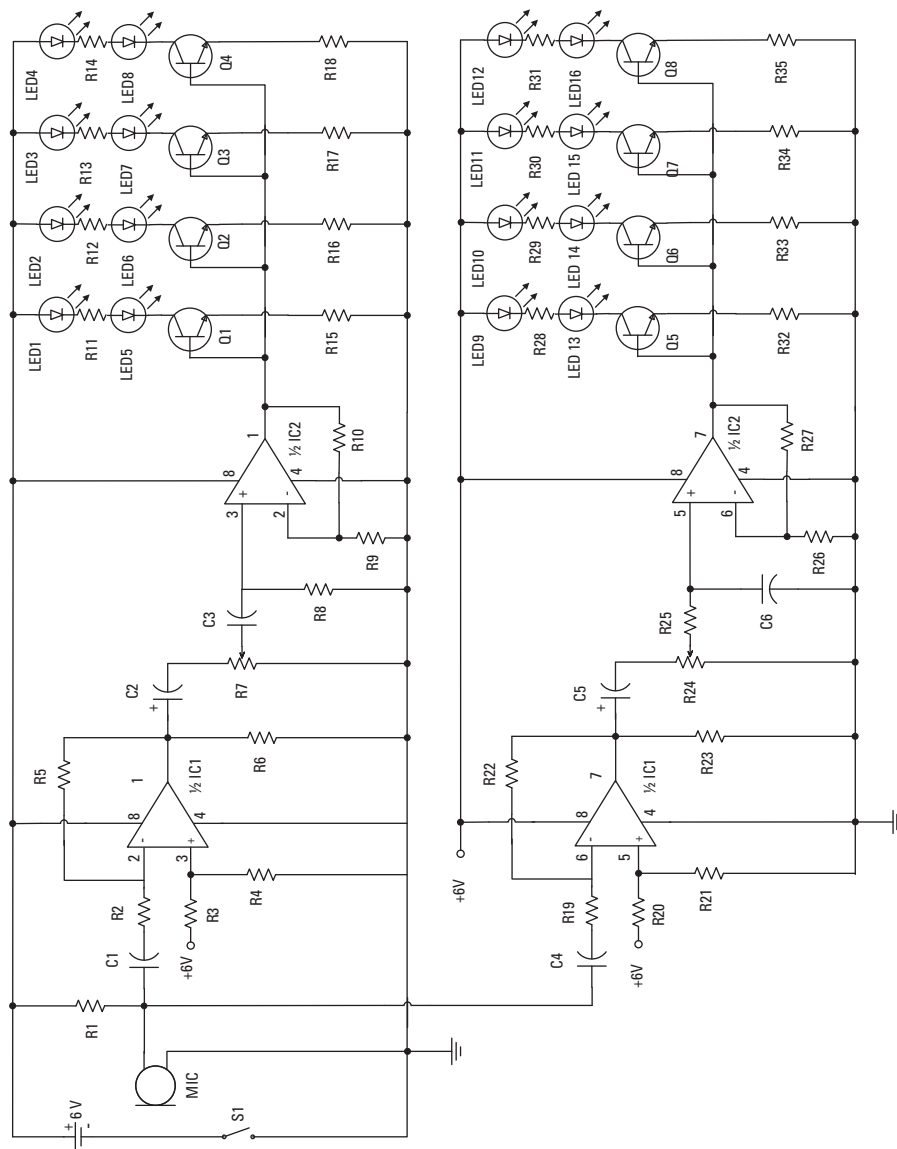 LED4
R14
LED8
Q4
R18
LED3
R13
LED7
Q3
R17
LED2
R12
LED6
Q2
R16
LED1
R11
LED5
Q1
R15
1
½ IC2
8
4
+
-
3
2
R10
R9
R8
C3
R7
C2
+
R5
R6
1
½ IC1
8
4
-
+
2
3
R2
R3
R4
C1
+6V
R1
MIC
+
6 V
-
S1
LED12
R31
LED16
Q8
R35
LED11
R30
LED 15
Q7
R34
LED10
R29
LED 14
Q6
R33
LED9
R28
LED 13
Q5
R32
7
½ IC2
8
4
+
-
5
6
R27
R26
R25
C6
R24
C5
+
R22
R23
7
½ IC1
8
4
-
+
6
5
+6V
R19
R20
R21
C4
+6V